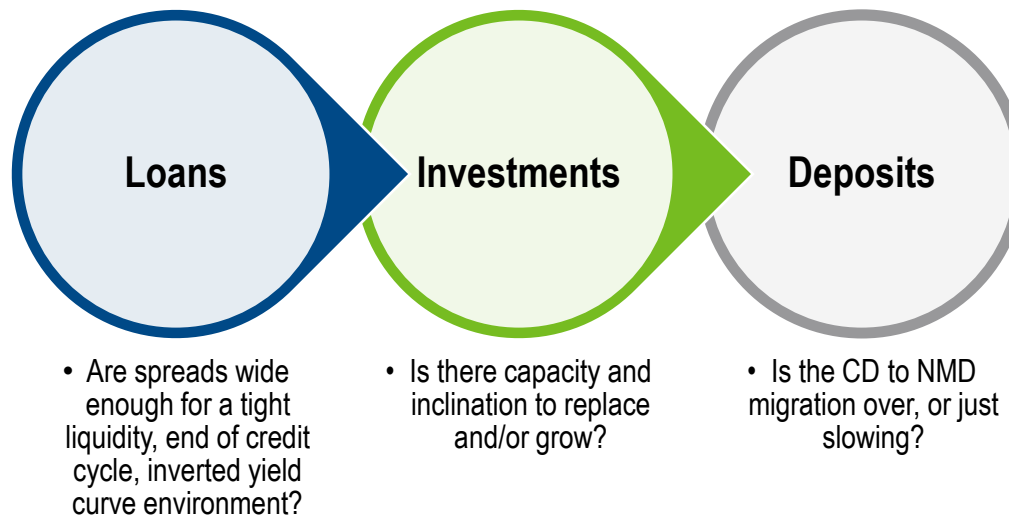 Loans
Investments
Deposits
• Are spreads wide
enough for a tight
liquidity, end of credit
cycle, inverted yield
curve environment?
• Is there capacity and
inclination to replace
and/or grow?
• Is the CD to NMD
migration over, or just
slowing?